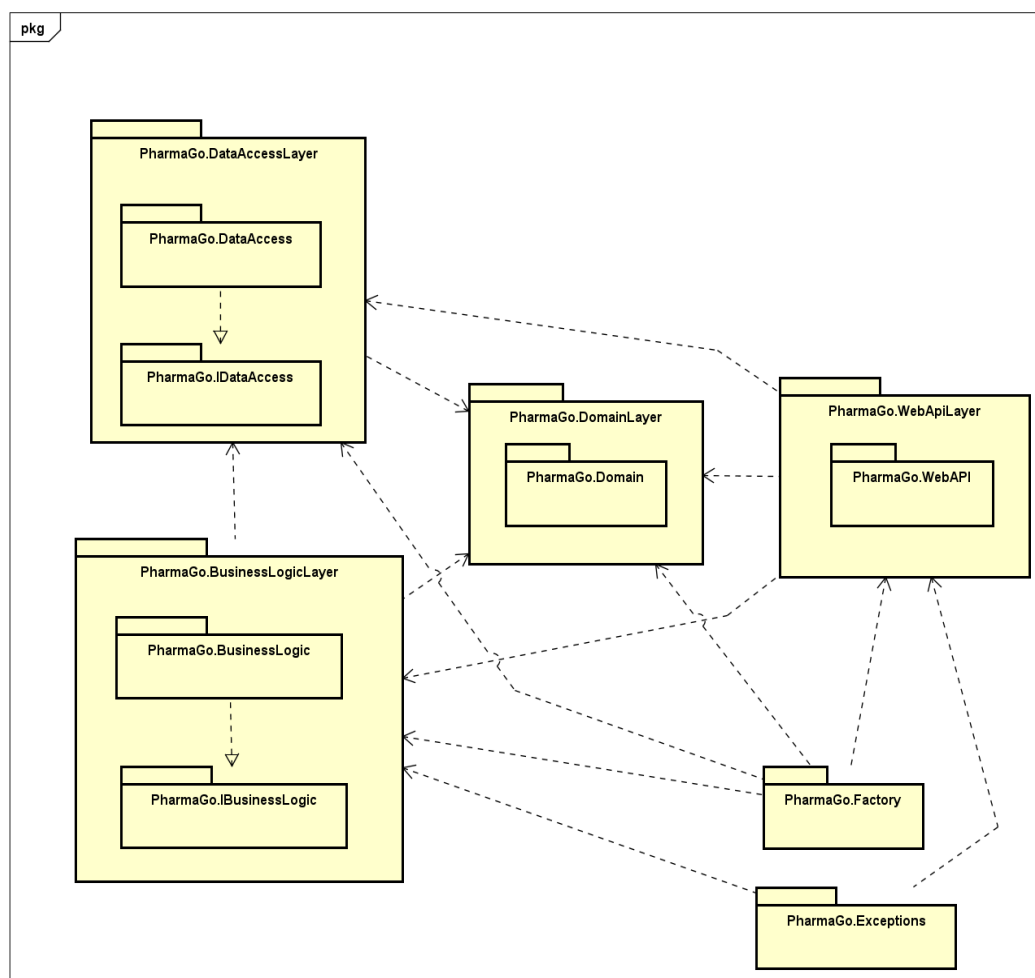 pkg
PharmaGo.DataAccessLayer
PharmaGo.DataAccess
PharmaGo.IDataAccess
PharmaGo.DomainLayer
PharmaGo.Domain
PharmaGo.WebApiLayer
PharmaGo.WebAPI
PharmaGo.BusinessLogicLayer
PharmaGo.BusinessLogic
PharmaGo.IBusinessLogic
PharmaGo.Factory
PharmaGo.Exceptions